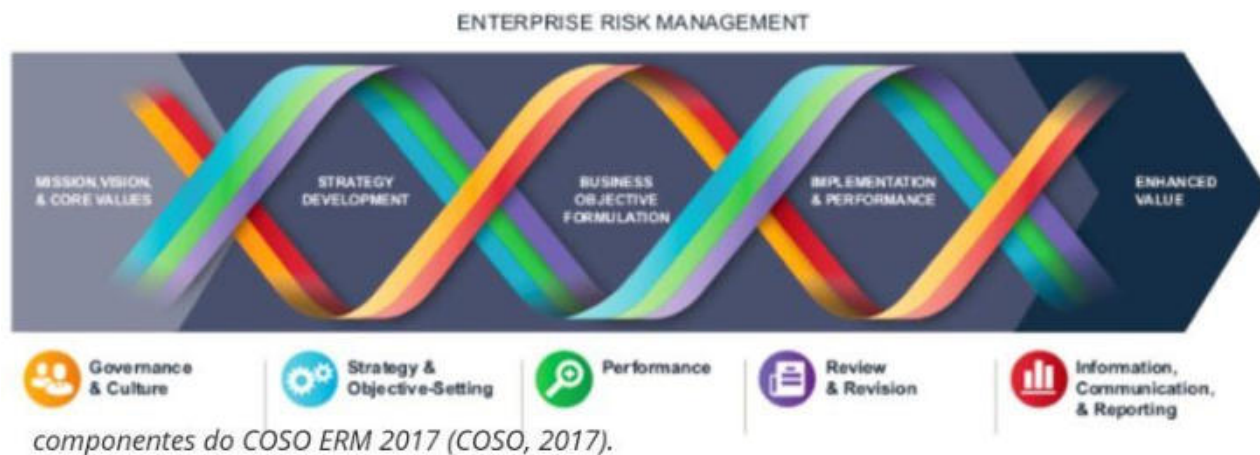 ENTERPRISE RISK MANAGEMENT
MISSION, VISION,
& CORE VALUES
STRATEGY
DEVELOPMENT
BUSINESS
OBJECTIVE
FORMULATION
IMPLEMENTATION
& PERFORMANCE
ENHANCED
VALUE
Governance
& Culture
Strategy &
Objective-Setting
Performance
Review
& Revision
Information,
Communication,
& Reporting
componentes do COSO ERM 2017 (COSO, 2017).